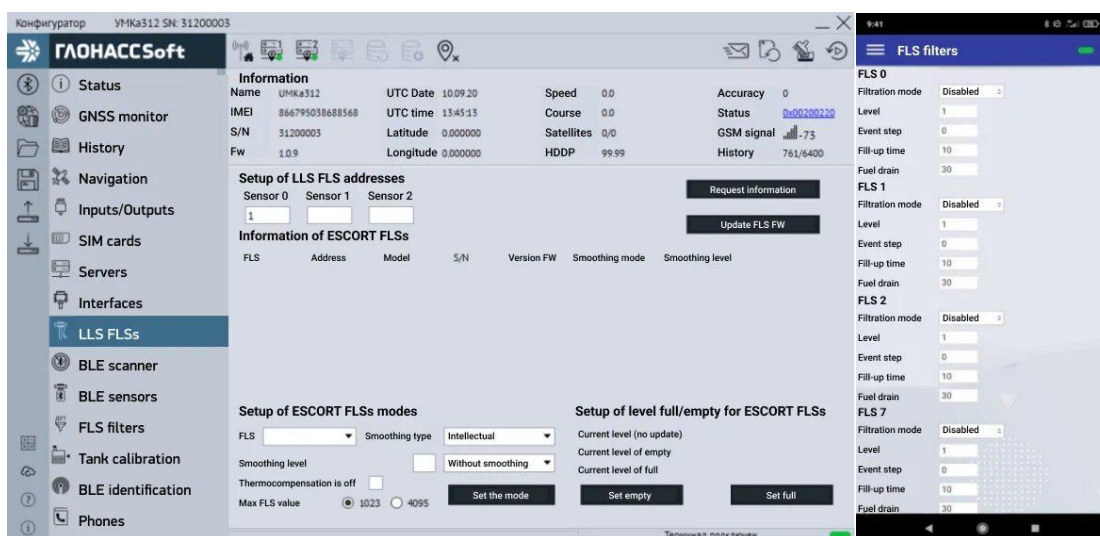 Конфигуратор УМКа312 SN: 31200003
ГЛОНАССSoft
Status
GNSS monitor
History
Navigation
Inputs/Outputs
SIM cards
Servers
Interfaces
LLS FLSs
BLE scanner
BLE sensors
FLS filters
Tank calibration
BLE identification
Phones
Information
Name UMKa312 UTC Date 10.09.20 Speed 0.0 Accuracy 0
IMEI 866795038688568 UTC time 13:45:13 Course 0.0 Status 0x00200220
S/N 31200003 Latitude 0.000000 Satellites 0/0 GSM signal -73
Fw 1.0.9 Longitude 0.000000 HDDP 99.99 History 761/6400
Setup of LLS FLS addresses
Sensor 0 Sensor 1 Sensor 2
1
Request information
Update FLS FW
Information of ESCORT FLSs
FLS Address Model S/N Version FW Smoothing mode Smoothing level
Setup of ESCORT FLSs modes
FLS Smoothing type Intellectual
Smoothing level Without smoothing
Thermocompensation is off
Max FLS value 1023 4095
Set the mode
Setup of level full/empty for ESCORT FLSs
Current level (no update)
Current level of empty
Current level of full
Set empty Set full
Терминал подключен
9:41
FLS filters
FLS 0
Filtration mode Disabled
Level 1
Event step 0
Fill-up time 10
Fuel drain 30
FLS 1
Filtration mode Disabled
Level 1
Event step 0
Fill-up time 10
Fuel drain 30
FLS 2
Filtration mode Disabled
Level 1
Event step 0
Fill-up time 10
Fuel drain 30
FLS 7
Filtration mode Disabled
Level 1
Event step 0
Fill-up time 10
Fuel drain 30